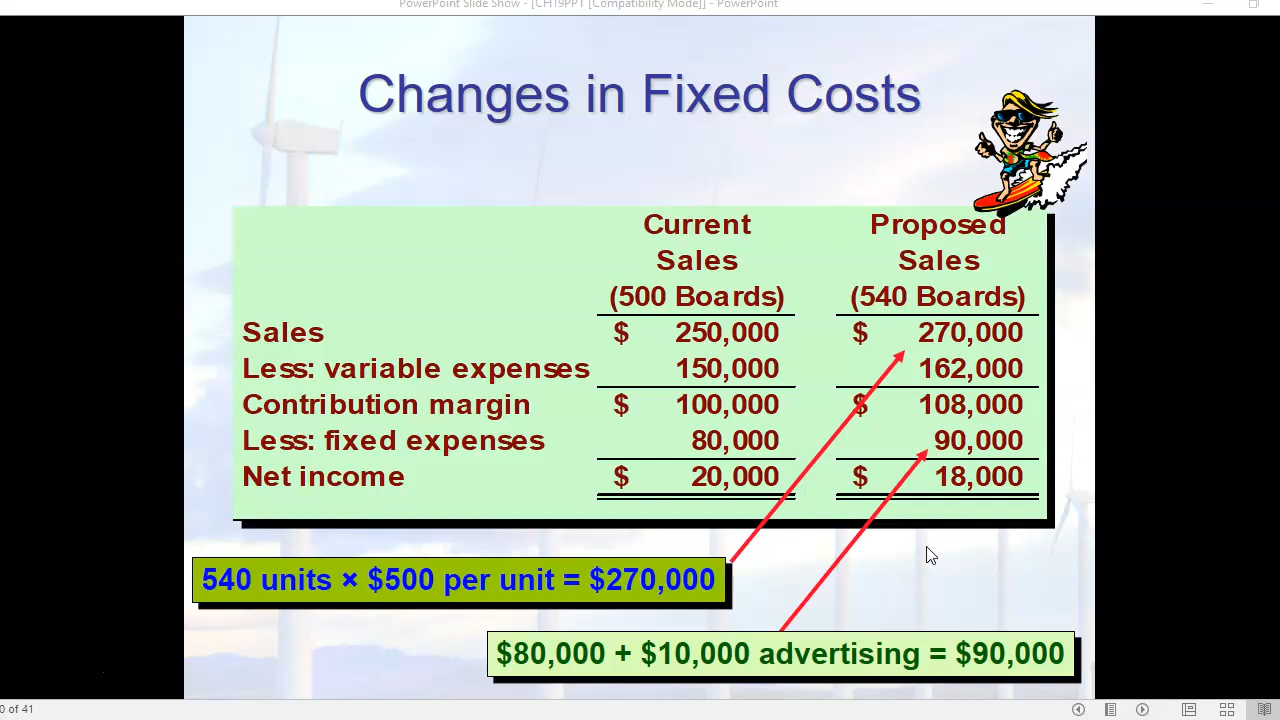 PowerPoint Slide Show - [CH19PPT [Compatibility Mode]] - PowerPoint
Changes in Fixed Costs
Current Proposed
Sales Sales
(500 Boards) (540 Boards)
Sales $ 250,000 $ 270,000
Less: variable expenses 150,000 162,000
Contribution margin $ 100,000 $ 108,000
Less: fixed expenses 80,000 90,000
Net income $ 20,000 $ 18,000
540 units × $500 per unit = $270,000
$80,000 + $10,000 advertising = $90,000
0 of 41